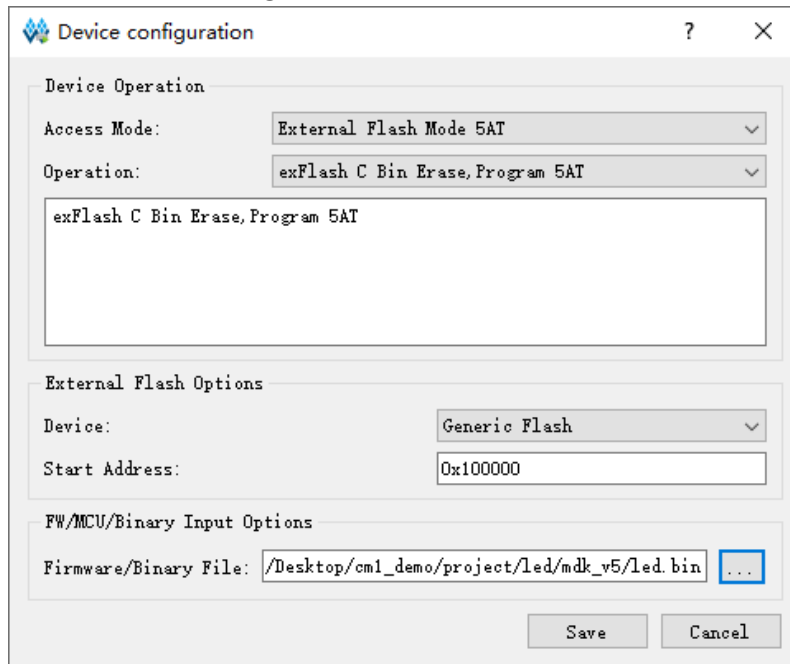 Device configuration ? ×
Device Operation
Access Mode: External Flash Mode 5AT
Operation: exFlash C Bin Erase,Program 5AT
exFlash C Bin Erase,Program 5AT
External Flash Options
Device: Generic Flash
Start Address: 0x100000
FW/MCU/Binary Input Options
Firmware/Binary File: /Desktop/cm1_demo/project/led/mdk_v5/led.bin ...
Save Cancel